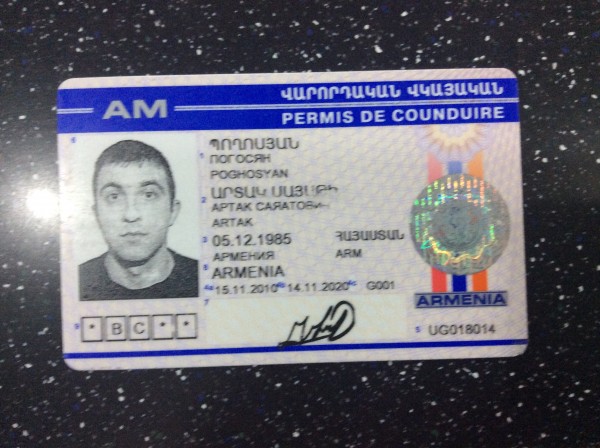 AM
ՎԱՐՈՐԴԱԿԱՆ ՎԿԱՅԱԿԱՆ
PERMIS DE COUNDUIRE
6
ՊՈՂՈՍՅԱՆ
1 ПОГОСЯН
POGHOSYAN
2 ԱՐՏԱԿ
АРТАК САЯТОВИЧ
ARTAK
3 05.12.1985 ՀԱՅԱՍՏԱՆ
АРМЕНИЯ ARM
ARMENIA
4a 15.11.2010 4b 14.11.2020 4c G001
7
ARMENIA
9 * B C * *
5 UG018014